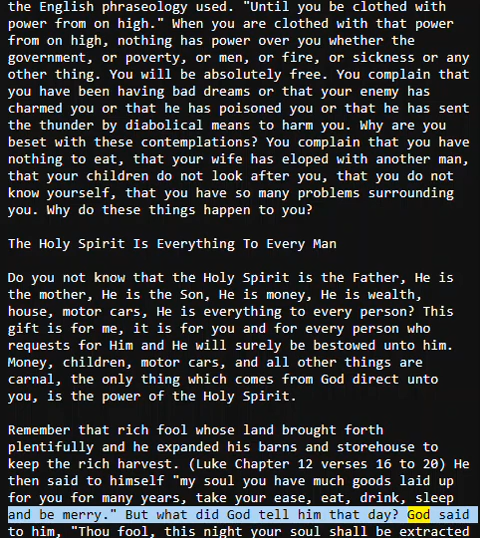 the English phraseology used. "Until you be clothed with
power from on high." When you are clothed with that power
from on high, nothing has power over you whether the
government, or poverty, or men, or fire, or sickness or any
other thing. You will be absolutely free. You complain that
you have been having bad dreams or that your enemy has
charmed you or that he has poisoned you or that he has sent
the thunder by diabolical means to harm you. Why are you
beset with these contemplations? You complain that you have
nothing to eat, that your wife has eloped with another man,
that your children do not look after you, that you do not
know yourself, that you have so many problems surrounding
you. Why do these things happen to you?
The Holy Spirit Is Everything To Every Man
Do you not know that the Holy Spirit is the Father, He is
the mother, He is the Son, He is money, He is wealth,
house, motor cars, He is everything to every person? This
gift is for me, it is for you and for every person who
requests for Him and He will surely be bestowed unto him.
Money, children, motor cars, and all other things are
carnal, the only thing which comes from God direct unto
you, is the power of the Holy Spirit.
Remember that rich fool whose land brought forth
plentifully and he expanded his barns and storehouse to
keep the rich harvest. (Luke Chapter 12 verses 16 to 20) He
then said to himself "my soul you have much goods laid up
for you for many years, take your ease, eat, drink, sleep
and be merry." But what did God tell him that day? God said
to him, "Thou fool, this night your soul shall be extracted